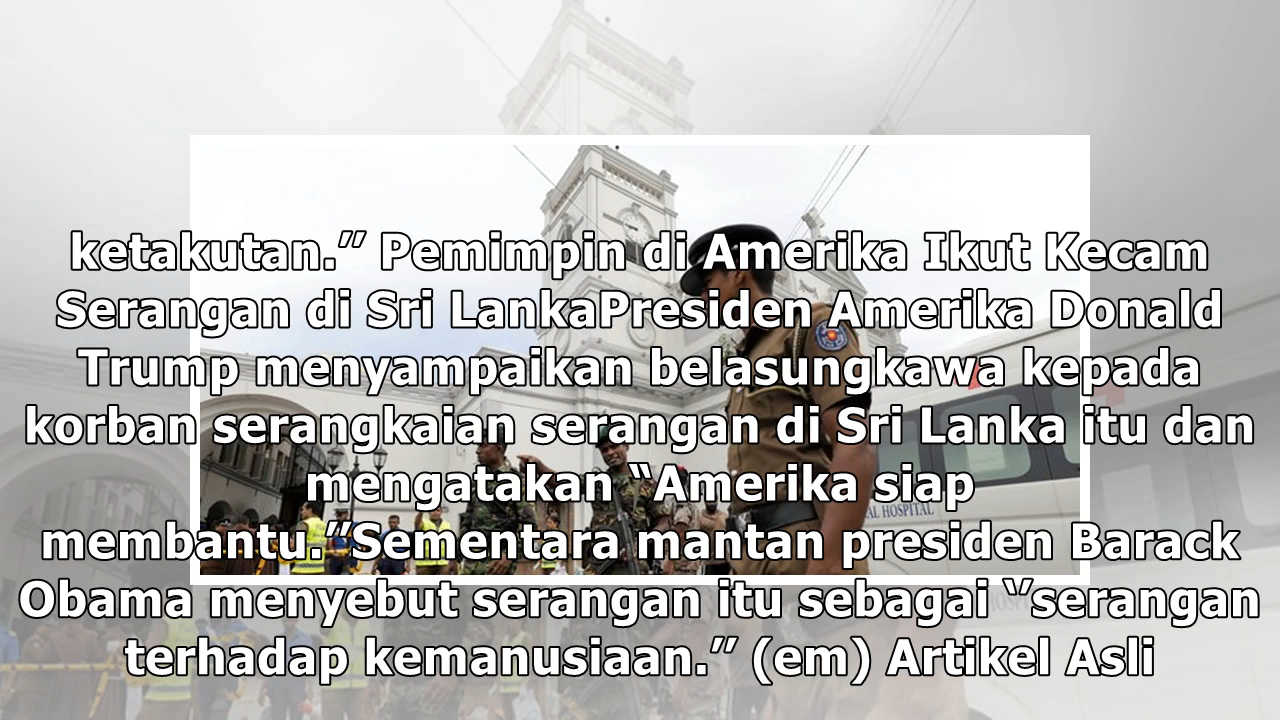 ketakutan.” Pemimpin di Amerika Ikut Kecam
Serangan di Sri LankaPresiden Amerika Donald
Trump menyampaikan belasungkawa kepada
korban serangkaian serangan di Sri Lanka itu dan
mengatakan “Amerika siap
membantu.”Sementara mantan presiden Barack
Obama menyebut serangan itu sebagai “serangan
terhadap kemanusiaan.” (em) Artikel Asli
HOSPITAL